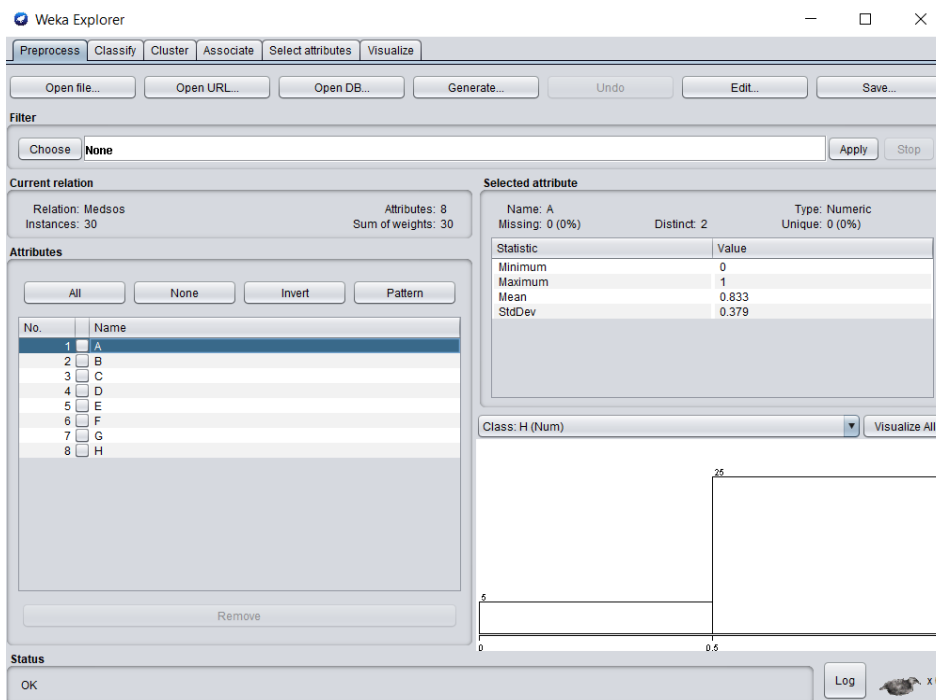 Weka Explorer
Preprocess Classify Cluster Associate Select attributes Visualize
Open file... Open URL... Open DB... Generate... Undo Edit... Save...
Filter
Choose None Apply Stop
Current relation
Relation: Medsos Attributes: 8
Instances: 30 Sum of weights: 30
Attributes
All None Invert Pattern
No. Name
1 A
2 B
3 C
4 D
5 E
6 F
7 G
8 H
Remove
Selected attribute
Name: A Type: Numeric
Missing: 0 (0%) Distinct: 2 Unique: 0 (0%)
Statistic Value
Minimum 0
Maximum 1
Mean 0.833
StdDev 0.379
Class: H (Num) Visualize All
25
5
0 0.5
Status
OK Log x